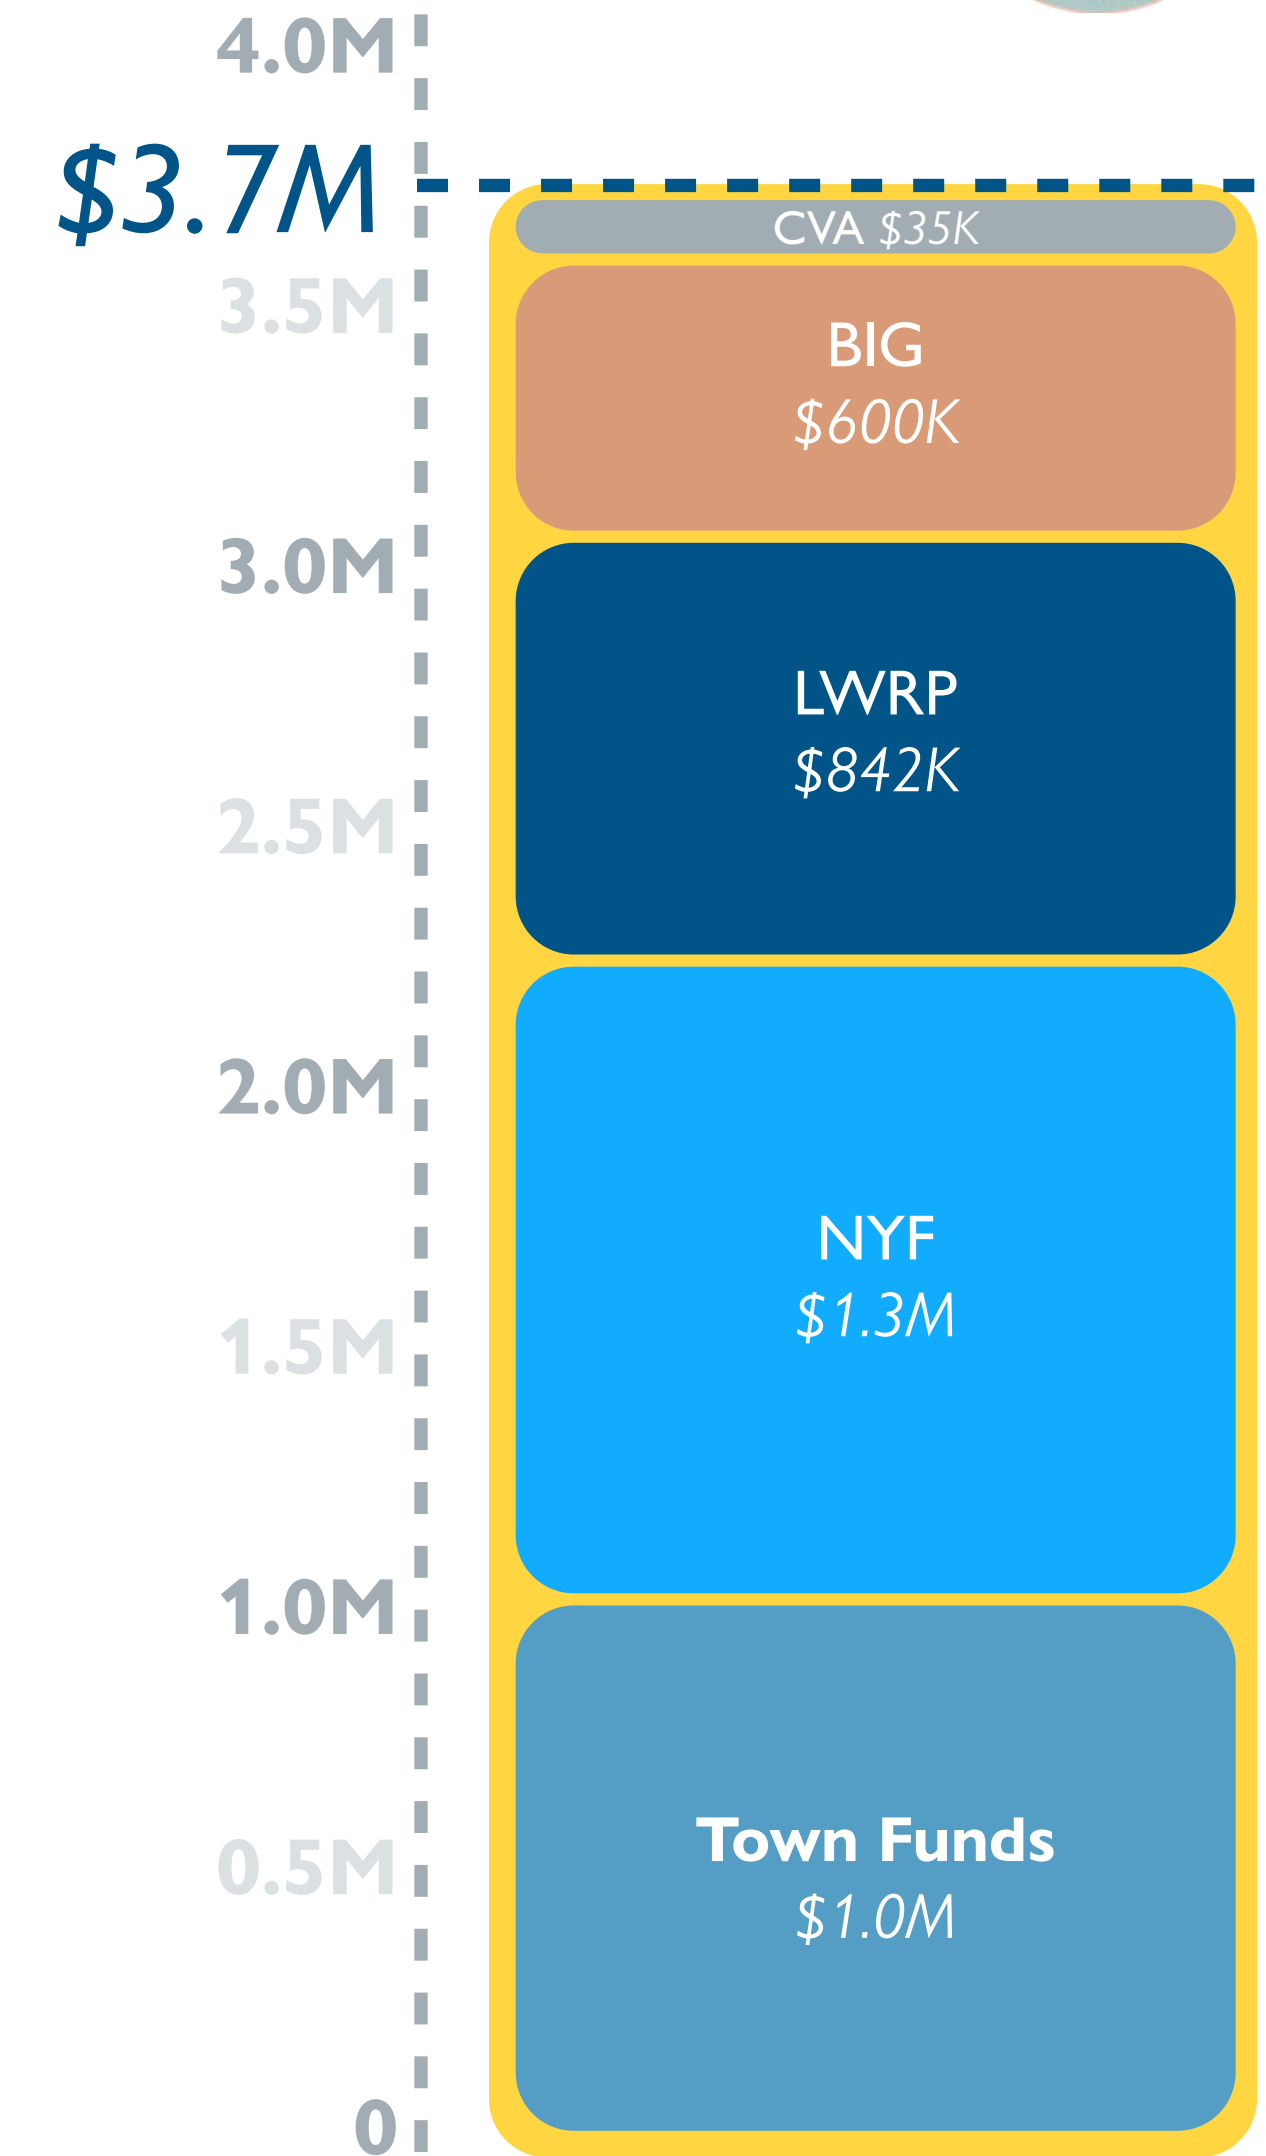 4.0M
$3.7M
CVA $35K
3.5M
BIG
$600K
3.0M
LWRP
$842K
2.5M
2.0M
NYF
$1.3M
1.5M
1.0M
Town Funds
$1.0M
0.5M
0